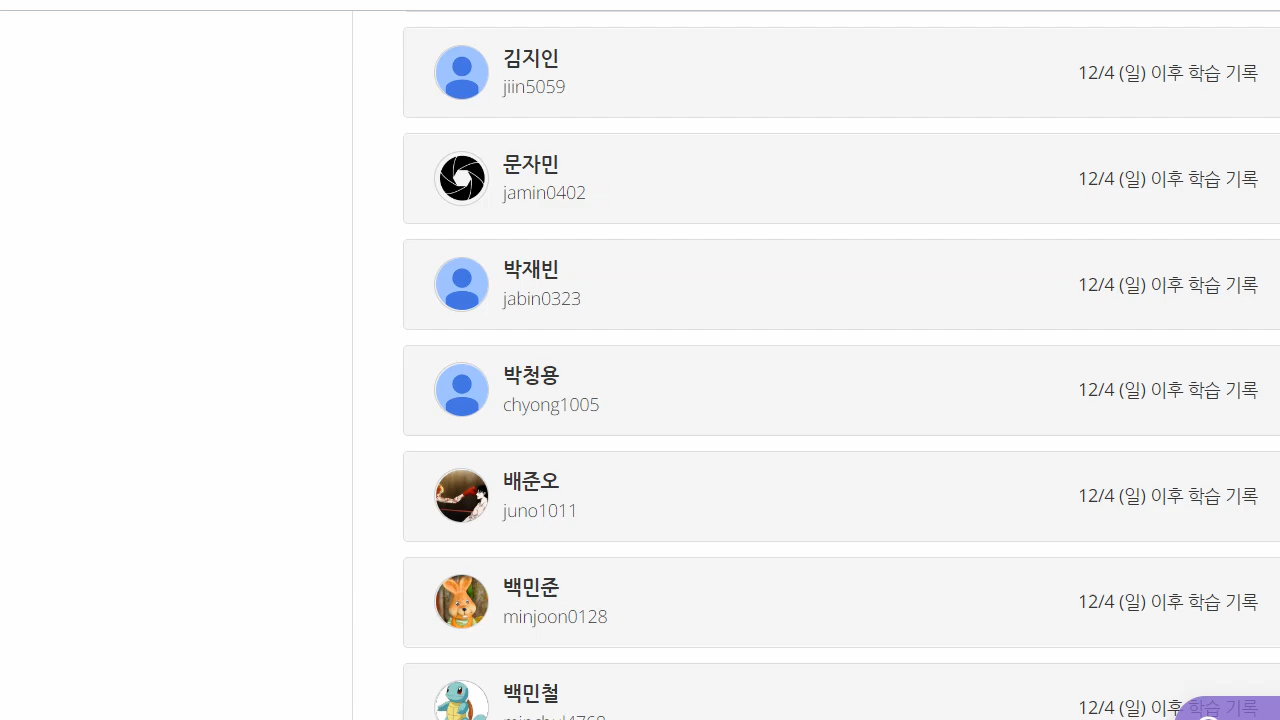 김지인
jiin5059
12/4 (일) 이후 학습 기록
문자민
jamin0402
12/4 (일) 이후 학습 기록
박재빈
jabin0323
12/4 (일) 이후 학습 기록
박청용
chyong1005
12/4 (일) 이후 학습 기록
배준오
juno1011
12/4 (일) 이후 학습 기록
백민준
minjoon0128
12/4 (일) 이후 학습 기록
백민철
12/4 (일) 이후 학습 기록